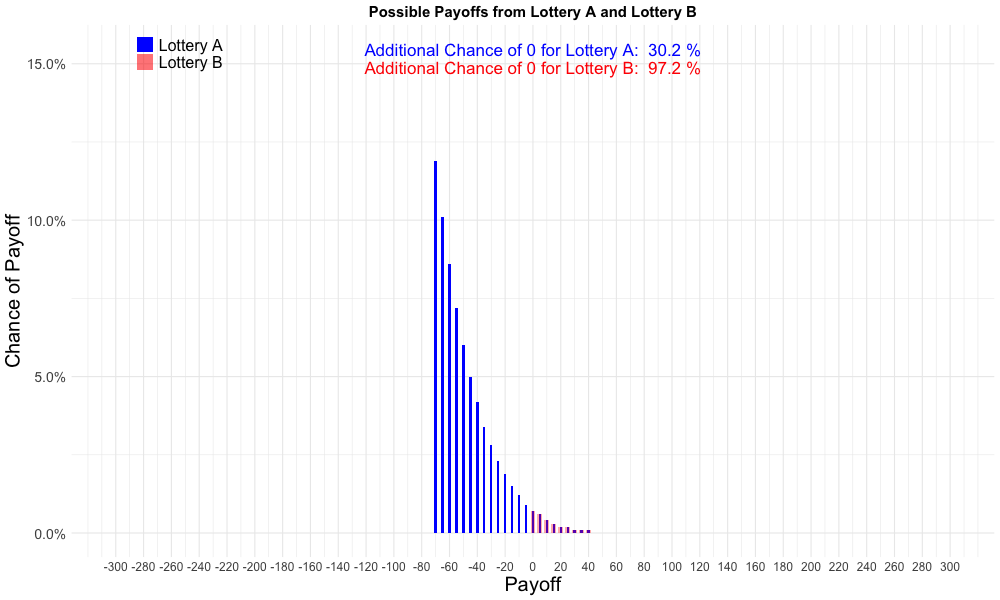 Possible Payoffs from Lottery A and Lottery B
Lottery A
Lottery B
Additional Chance of 0 for Lottery A:  30.2 %
Additional Chance of 0 for Lottery B:  97.2 %
Chance of Payoff
15.0%
10.0%
5.0%
0.0%
-300 -280 -260 -240 -220 -200 -180 -160 -140 -120 -100 -80 -60 -40 -20 0 20 40 60 80 100 120 140 160 180 200 220 240 260 280 300
Payoff